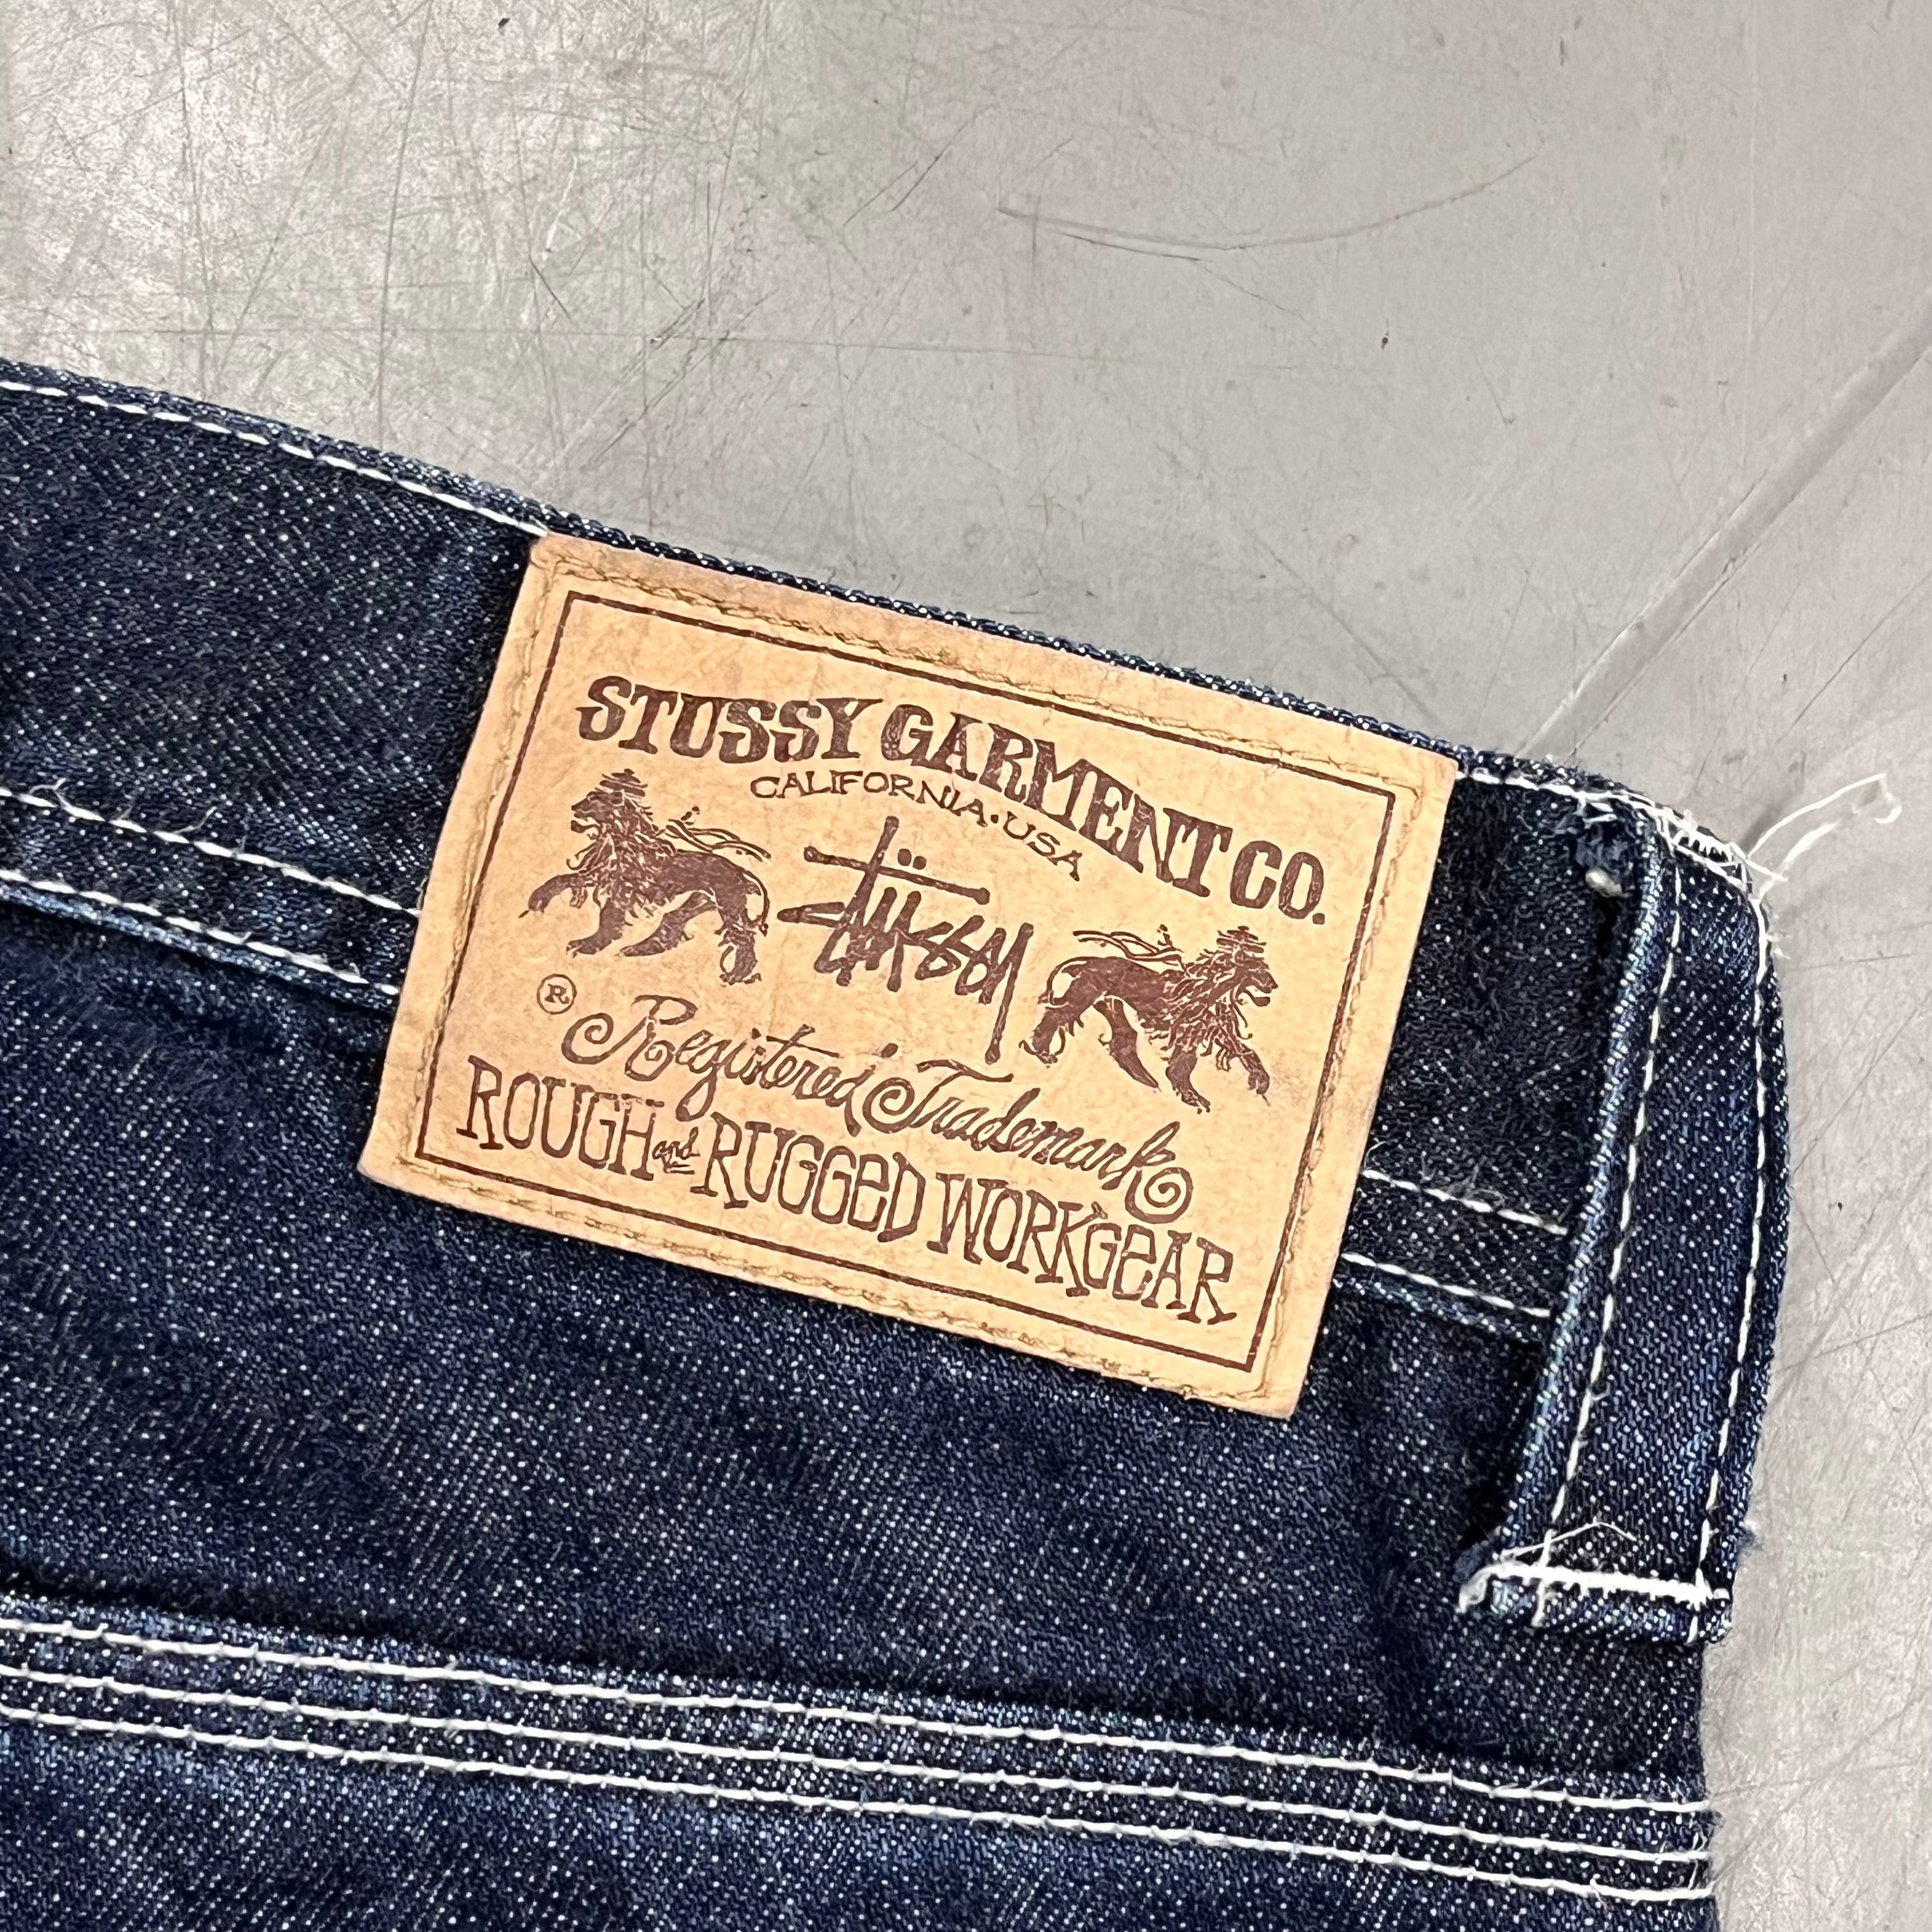 STUSSY GARMENT CO.
CALIFORNIA · USA
stüssy
® Registered Trademark
ROUGH and RUGGED WORKGEAR